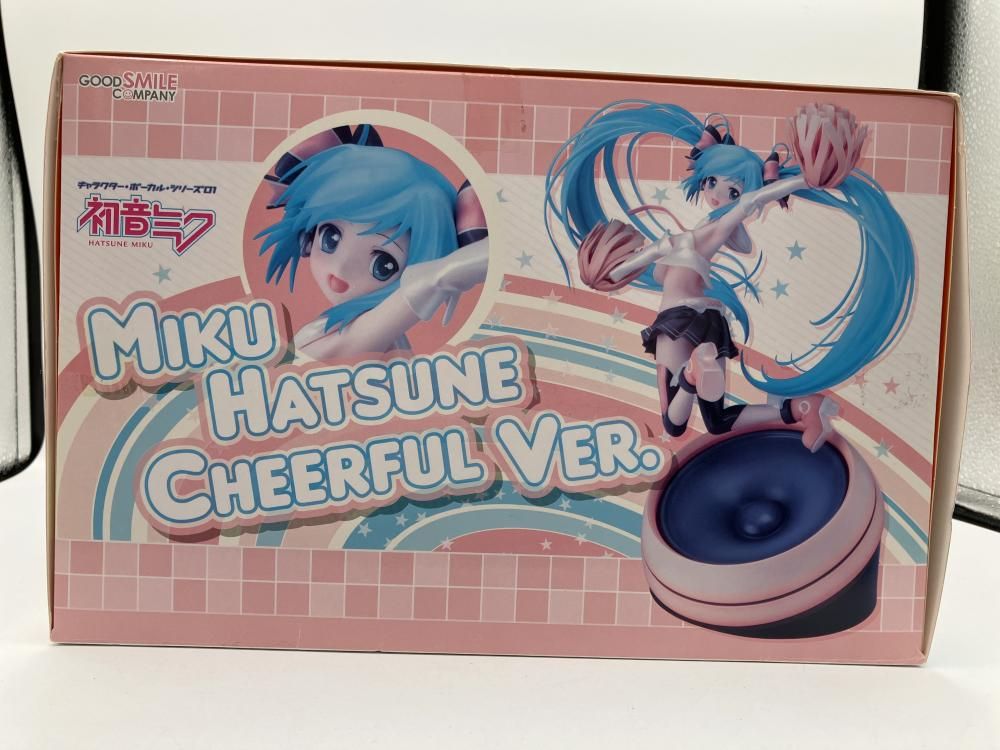 GOOD SMILE
COMPANY
キャラクター・ボーカル・シリーズ01
初音ミク
HATSUNE MIKU
MIKU
HATSUNE
CHEERFUL VER.